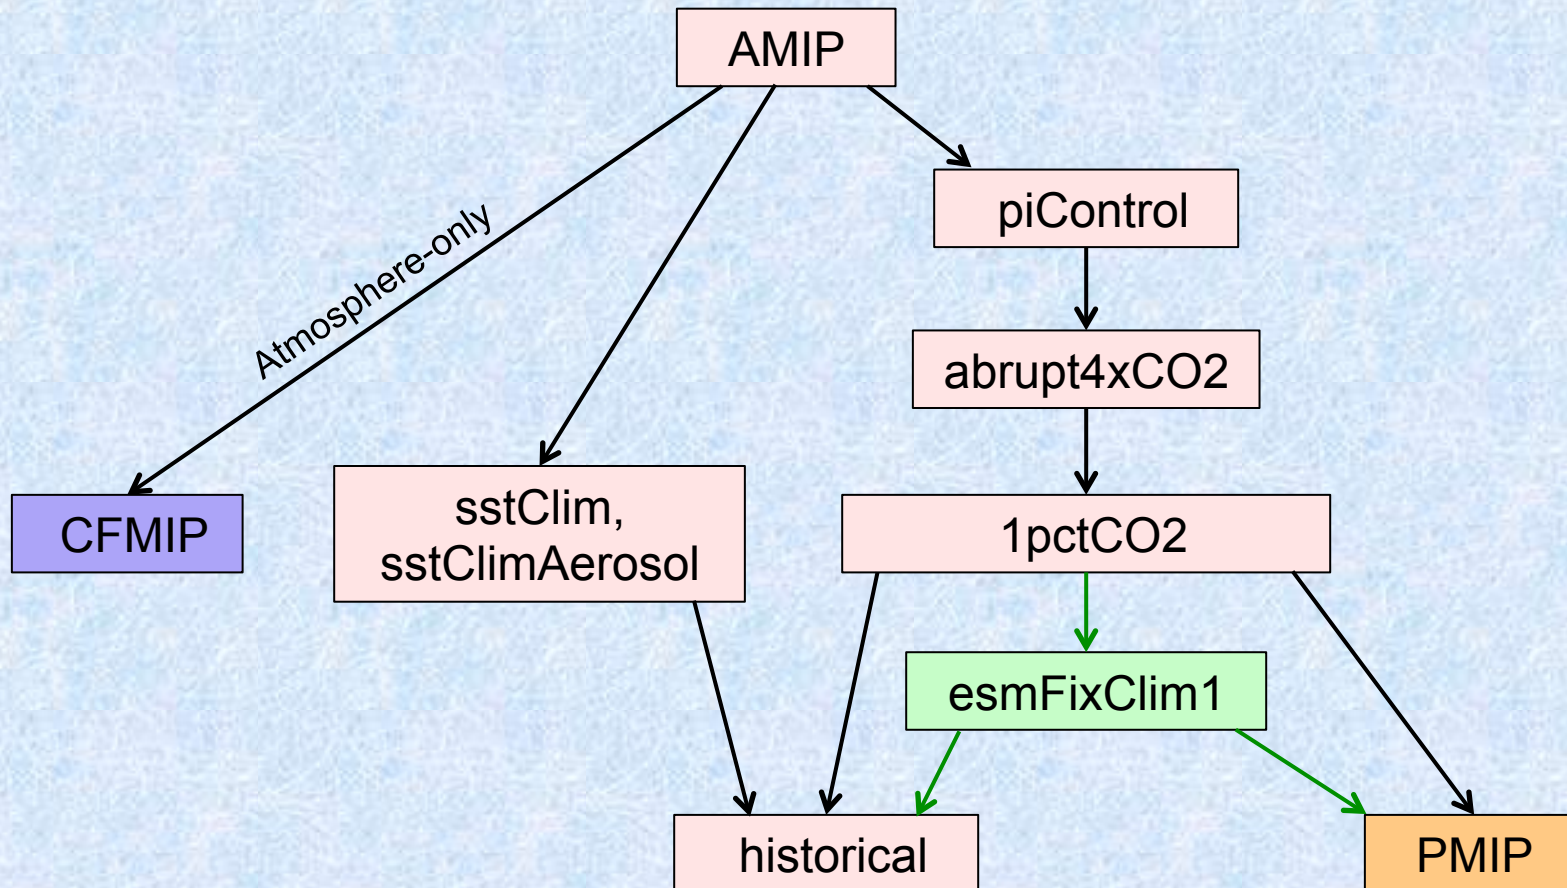 AMIP
Atmosphere-only
piControl
abrupt4xCO2
CFMIP
sstClim,
sstClimAerosol
1pctCO2
esmFixClim1
historical
PMIP